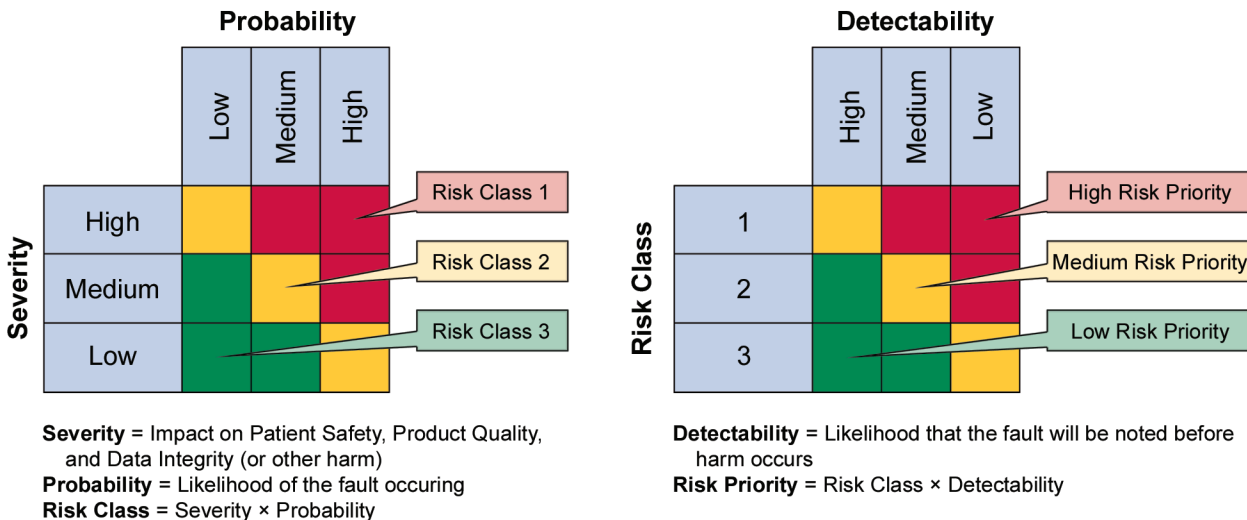 Probability
Low
Medium
High
Severity
High
Medium
Low
Risk Class 1
Risk Class 2
Risk Class 3
Severity = Impact on Patient Safety, Product Quality,
and Data Integrity (or other harm)
Probability = Likelihood of the fault occuring
Risk Class = Severity × Probability
Detectability
High
Medium
Low
Risk Class
1
2
3
High Risk Priority
Medium Risk Priority
Low Risk Priority
Detectability = Likelihood that the fault will be noted before
harm occurs
Risk Priority = Risk Class × Detectability